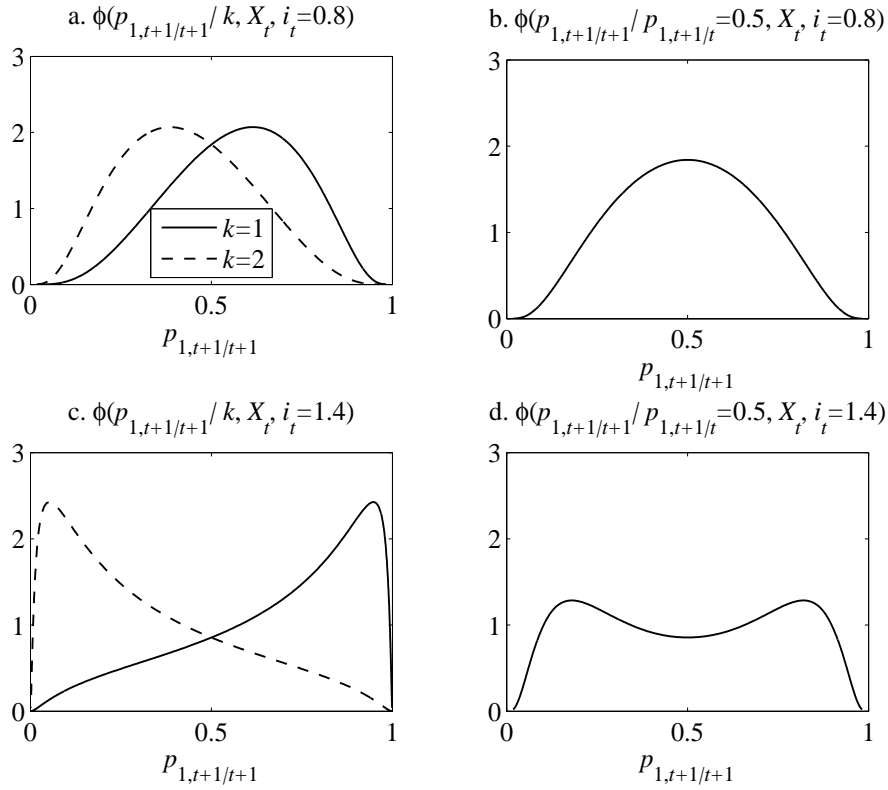 a. ϕ(p1,t+1/t+1/ k, Xt, it=0.8)
3
2
1
0
k=1
k=2
0 0.5 1
p1,t+1/t+1
b. ϕ(p1,t+1/t+1/ p1,t+1/t=0.5, Xt, it=0.8)
3
2
1
0
0 0.5 1
p1,t+1/t+1
c. ϕ(p1,t+1/t+1/ k, Xt, it=1.4)
3
2
1
0
0 0.5 1
p1,t+1/t+1
d. ϕ(p1,t+1/t+1/ p1,t+1/t=0.5, Xt, it=1.4)
3
2
1
0
0 0.5 1
p1,t+1/t+1